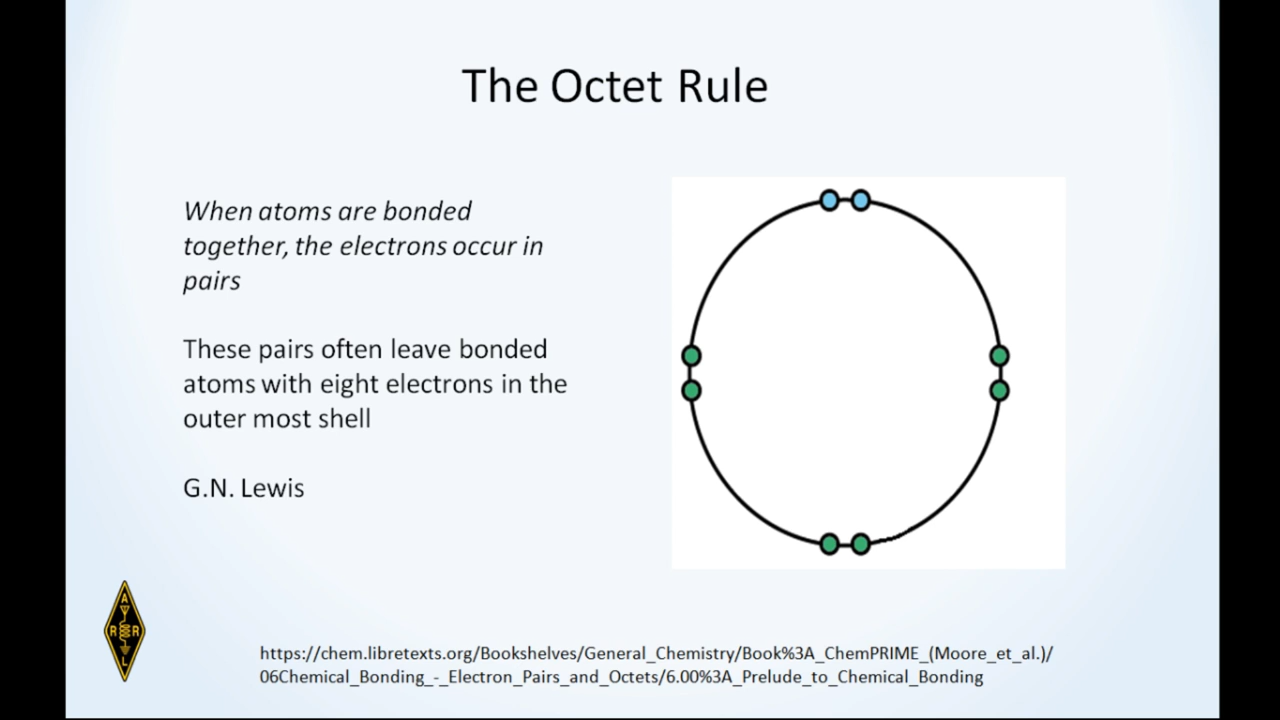 The Octet Rule
When atoms are bonded
together, the electrons occur in
pairs
These pairs often leave bonded
atoms with eight electrons in the
outer most shell
G.N. Lewis
A
R R
L
https://chem.libretexts.org/Bookshelves/General_Chemistry/Book%3A_ChemPRIME_(Moore_et_al.)/
06Chemical_Bonding_-_Electron_Pairs_and_Octets/6.00%3A_Prelude_to_Chemical_Bonding